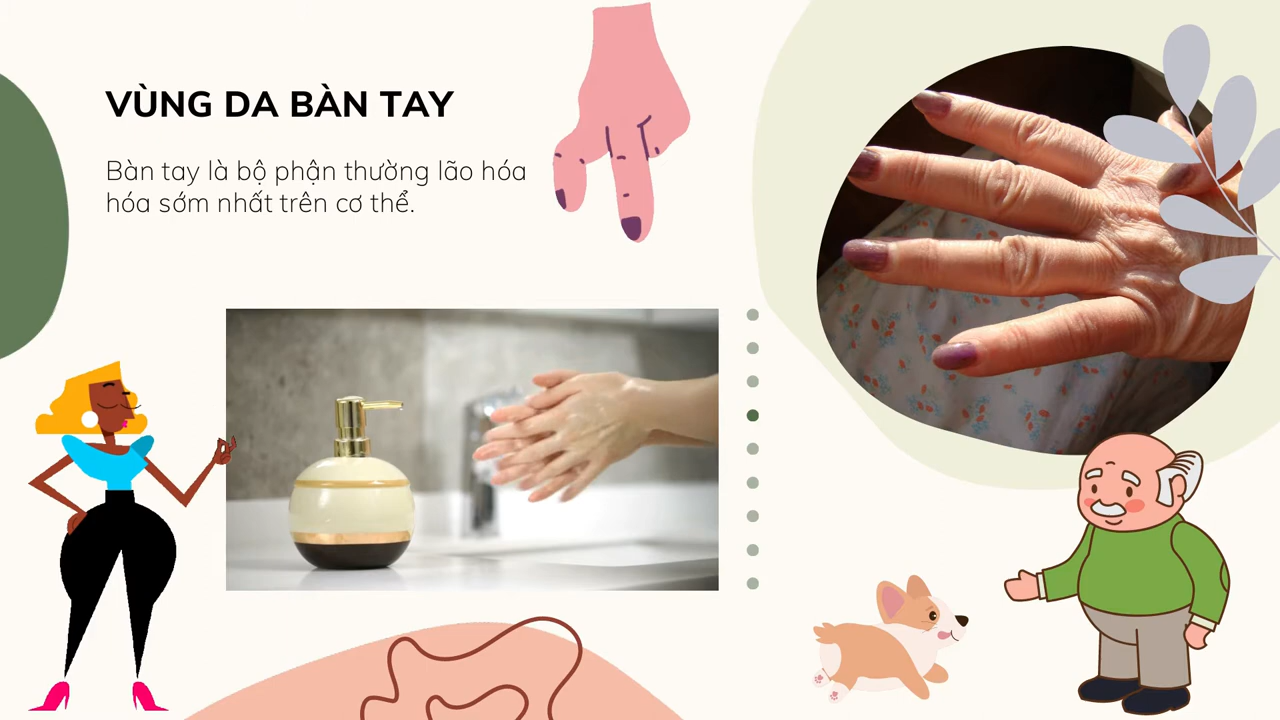 VÙNG DA BÀN TAY
Bàn tay là bộ phận thường lão hóa
hóa sớm nhất trên cơ thể.